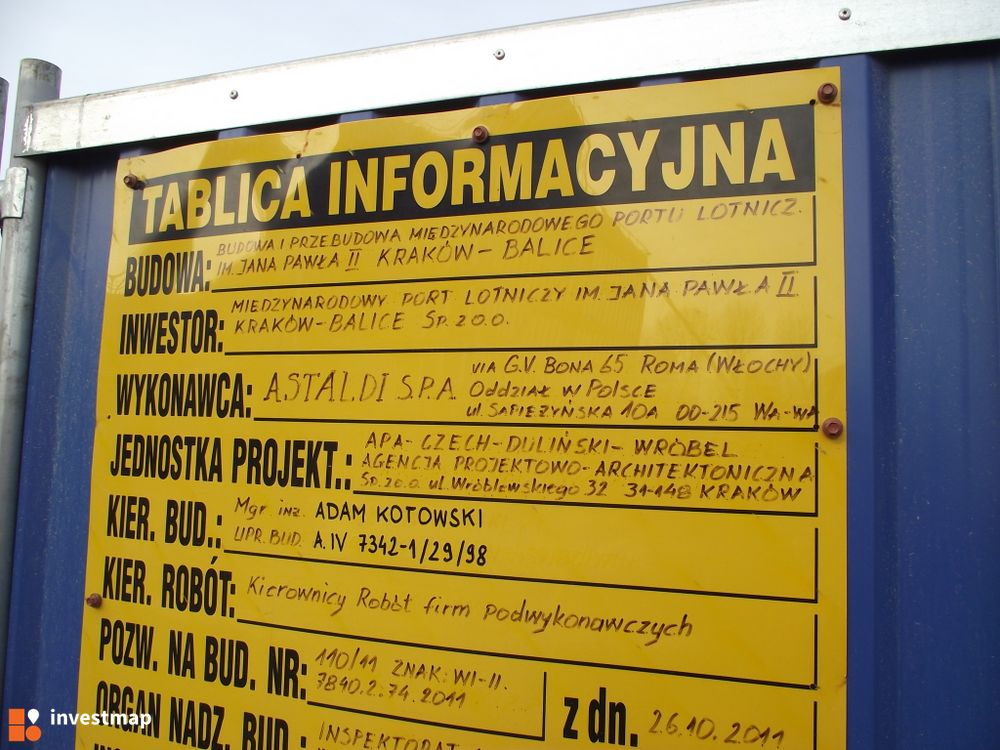 TABLICA INFORMACYJNA
BUDOWA: BUDOWA I PRZEBUDOWA MIĘDZYNARODOWEGO PORTU LOTNICZ.
IM. JANA PAWŁA II KRAKÓW - BALICE
INWESTOR: MIĘDZYNARODOWY PORT LOTNICZY IM. JANA PAWŁA II
KRAKÓW-BALICE Sp. z o.o.
WYKONAWCA: ASTALDI S.P.A. VIA G.V. BONA 65 ROMA (WŁOCHY)
Oddział w Polsce
ul. SAPIEŻYŃSKA 10A 00-215 WA-WA
JEDNOSTKA PROJEKT.: APA- CZECH-DULIŃSKI- WRÓBEL
AGENCJA PROJEKTOWO-ARCHITEKTONICZNA
Sp. z o.o. ul. Wróblewskiego 32 31-148 KRAKÓW
KIER. BUD.: Mgr inż. ADAM KOTOWSKI
UPR. BUD. A. IV 7342-1/29/98
KIER. ROBÓT: Kierownicy Robót firm podwykonawczych
POZW. NA BUD. NR: 110/11 ZNAK: WI-II.
7840.2.74.2011
z dn. 26.10.2011
ORGAN NADZ. BUD.: INSPEKTORAT
investmap